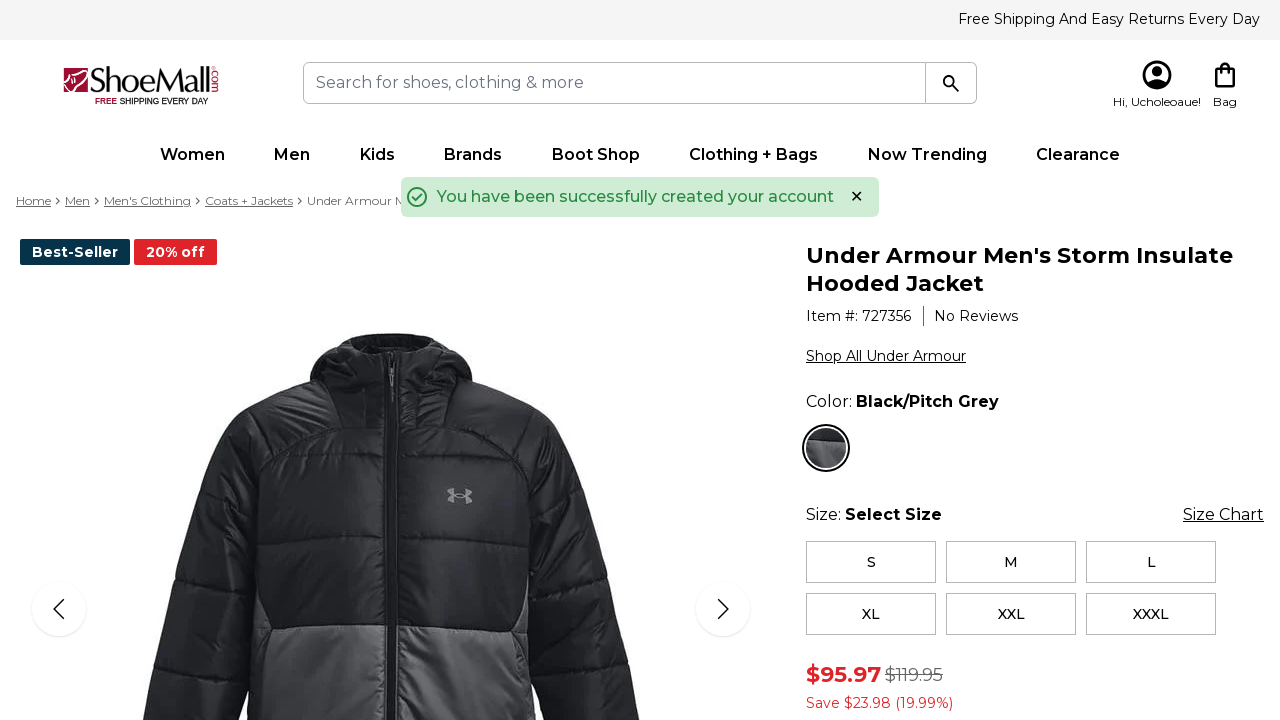 Free Shipping And Easy Returns Every Day
ShoeMall.com
FREE SHIPPING EVERY DAY
Search for shoes, clothing & more
Hi, Ucholeoaue!
Bag
Women
Men
Kids
Brands
Boot Shop
Clothing + Bags
Now Trending
Clearance
You have been successfully created your account
Home
Men
Men's Clothing
Coats + Jackets
Under Armour M
Best-Seller
20% off
Under Armour Men's Storm Insulate
Hooded Jacket
Item #: 727356
No Reviews
Shop All Under Armour
Color: Black/Pitch Grey
Size: Select Size
Size Chart
S
M
L
XL
XXL
XXXL
$95.97 $119.95
Save $23.98 (19.99%)